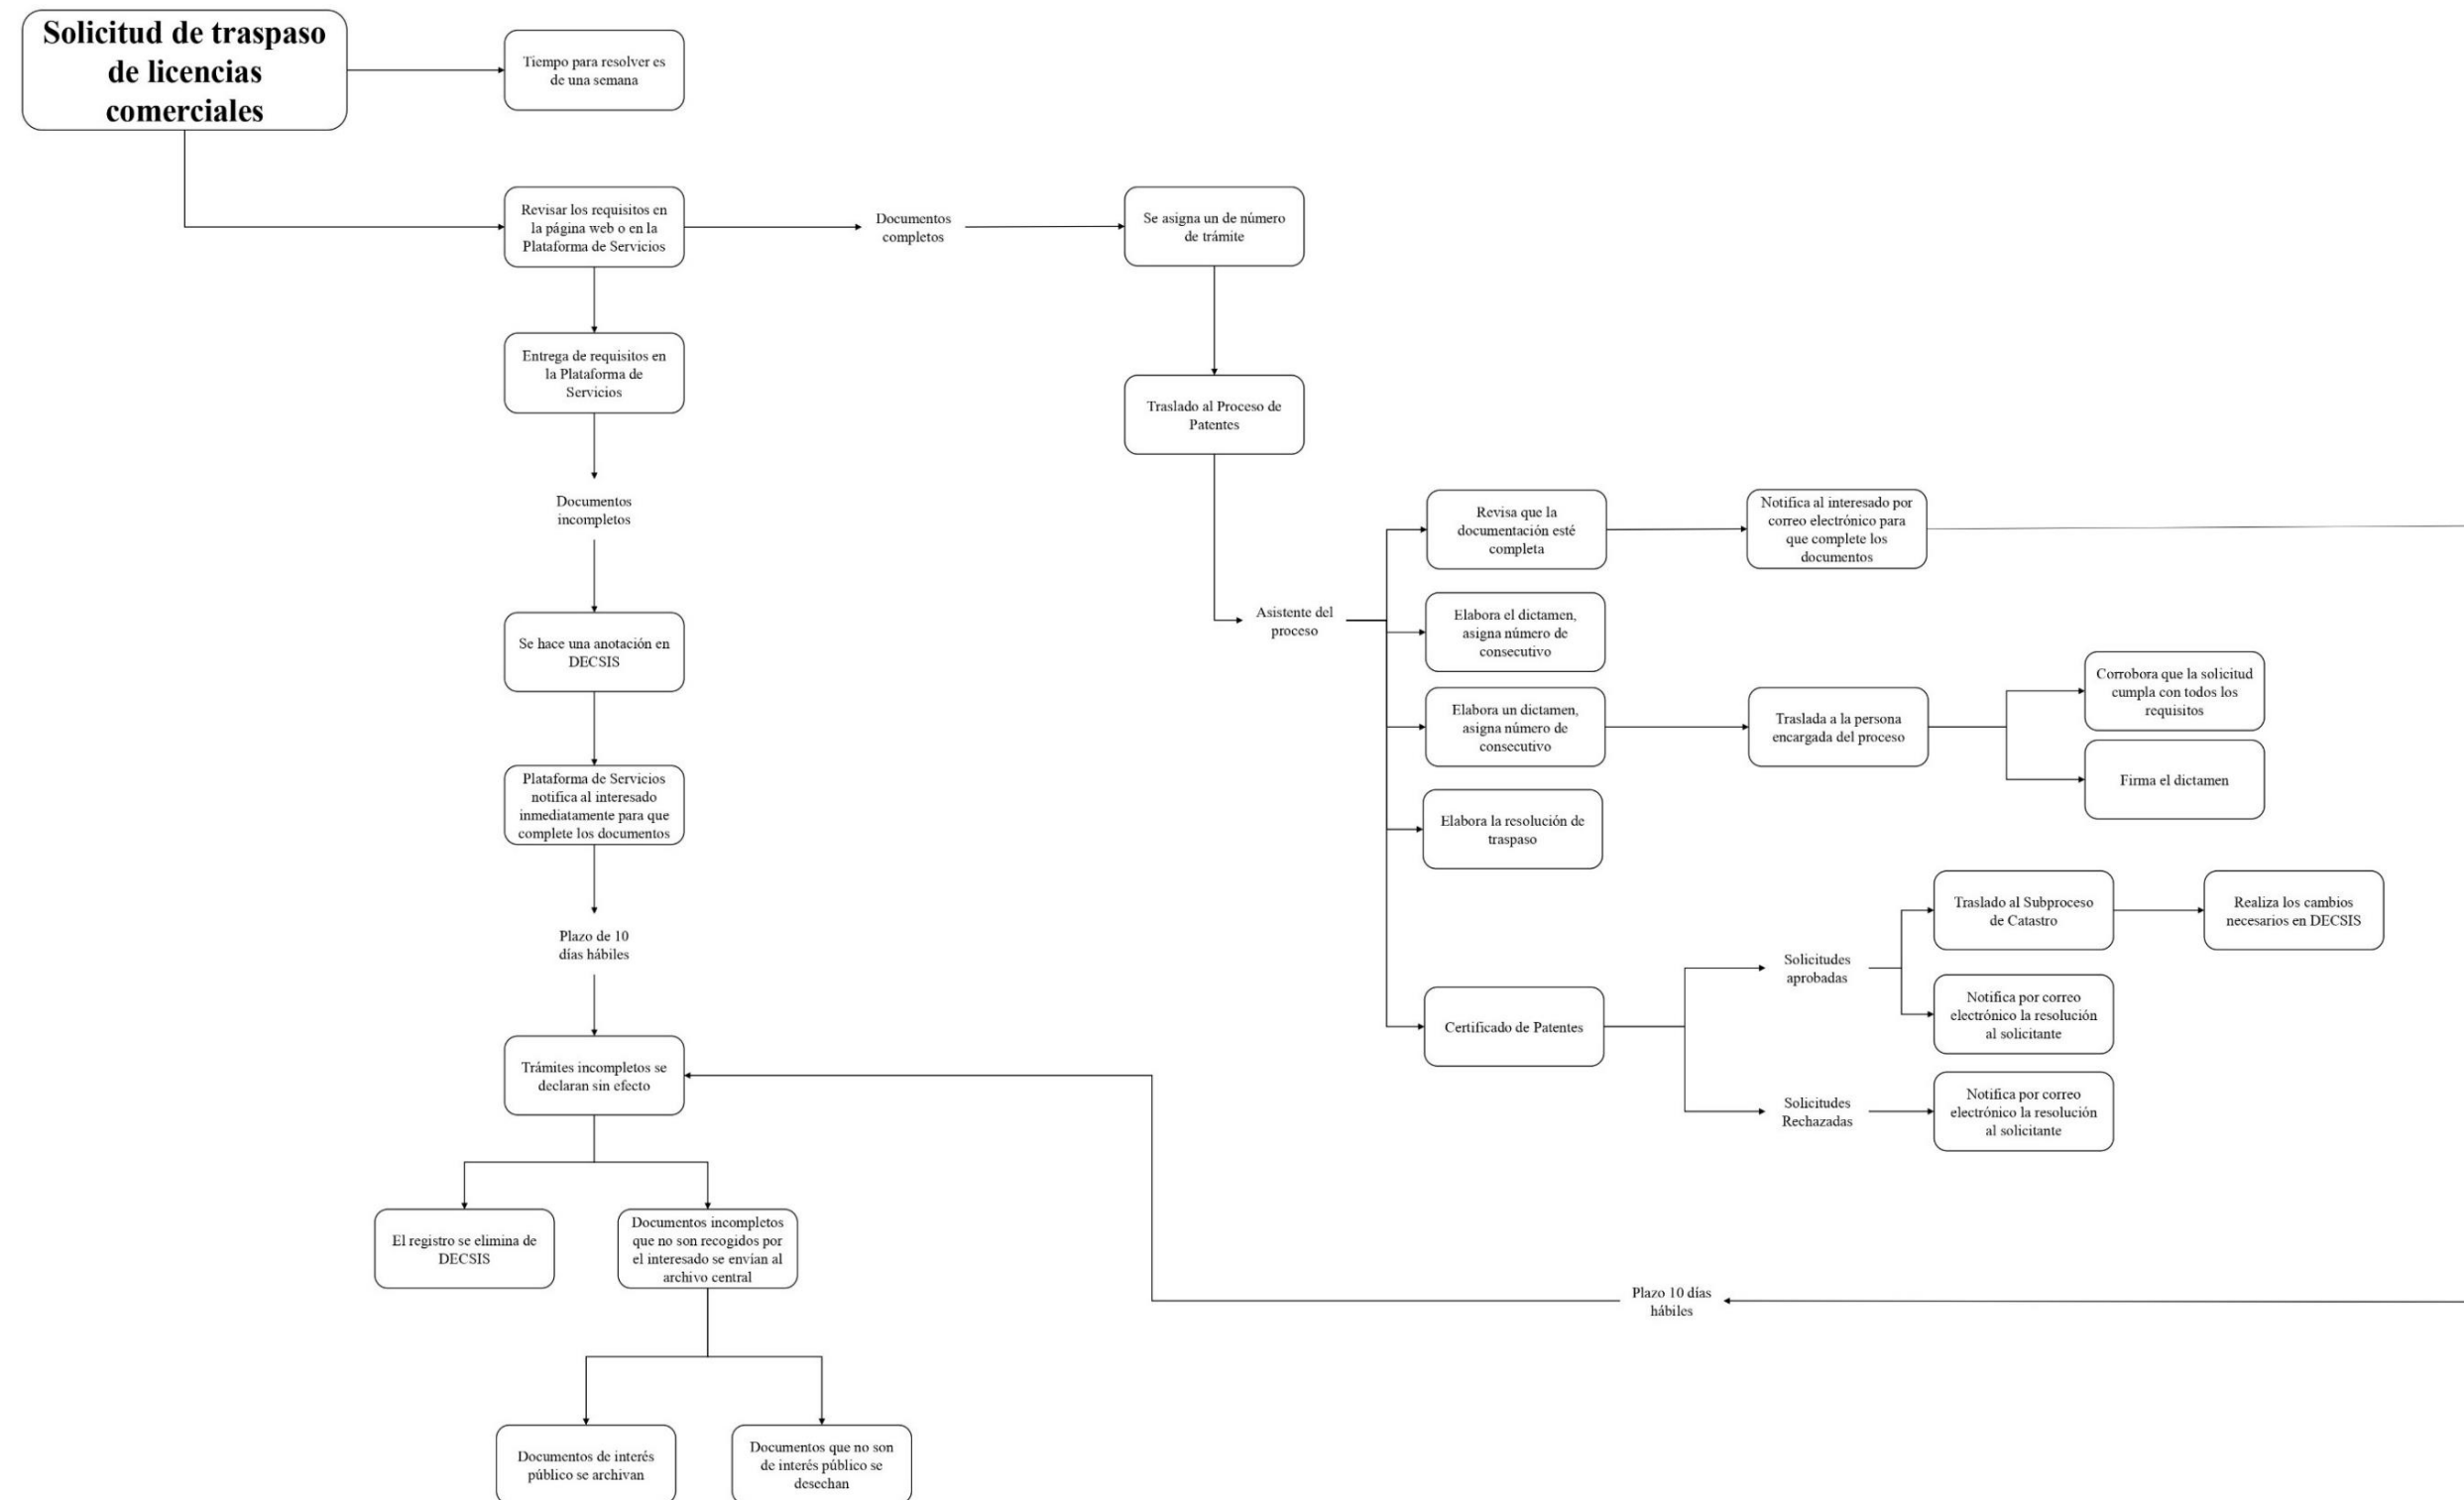 Solicitud de traspaso
de licencias
comerciales
Tiempo para resolver es
de una semana
Revisar los requisitos en
la página web o en la
Plataforma de Servicios
Documentos
completos
Se asigna un de número
de trámite
Entrega de requisitos en
la Plataforma de
Servicios
Traslado al Proceso de
Patentes
Documentos
incompletos
Revisa que la
documentación esté
completa
Notifica al interesado por
correo electrónico para
que complete los
documentos
Asistente del
proceso
Elabora el dictamen,
asigna número de
consecutivo
Se hace una anotación en
DECSIS
Elabora un dictamen,
asigna número de
consecutivo
Traslada a la persona
encargada del proceso
Corrobora que la solicitud
cumpla con todos los
requisitos
Firma el dictamen
Plataforma de Servicios
notifica al interesado
inmediatamente para que
complete los documentos
Elabora la resolución de
traspaso
Plazo de 10
días hábiles
Traslado al Subproceso
de Catastro
Realiza los cambios
necesarios en DECSIS
Solicitudes
aprobadas
Notifica por correo
electrónico la resolución
al solicitante
Certificado de Patentes
Trámites incompletos se
declaran sin efecto
Solicitudes
Rechazadas
Notifica por correo
electrónico la resolución
al solicitante
El registro se elimina de
DECSIS
Documentos incompletos
que no son recogidos por
el interesado se envían al
archivo central
Plazo 10 días
hábiles
Documentos de interés
público se archivan
Documentos que no son
de interés público se
desechan